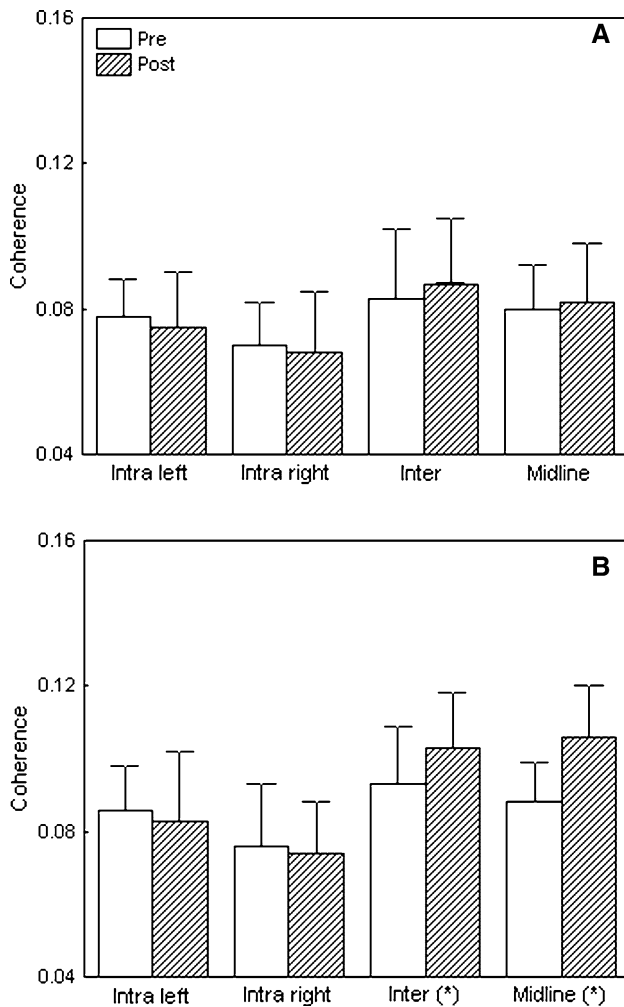 0.16
A
Pre
Post
0.12
Coherence
0.08
0.04
Intra left
Intra right
Inter
Midline
0.16
B
0.12
Coherence
0.08
0.04
Intra left
Intra right
Inter (*)
Midline (*)